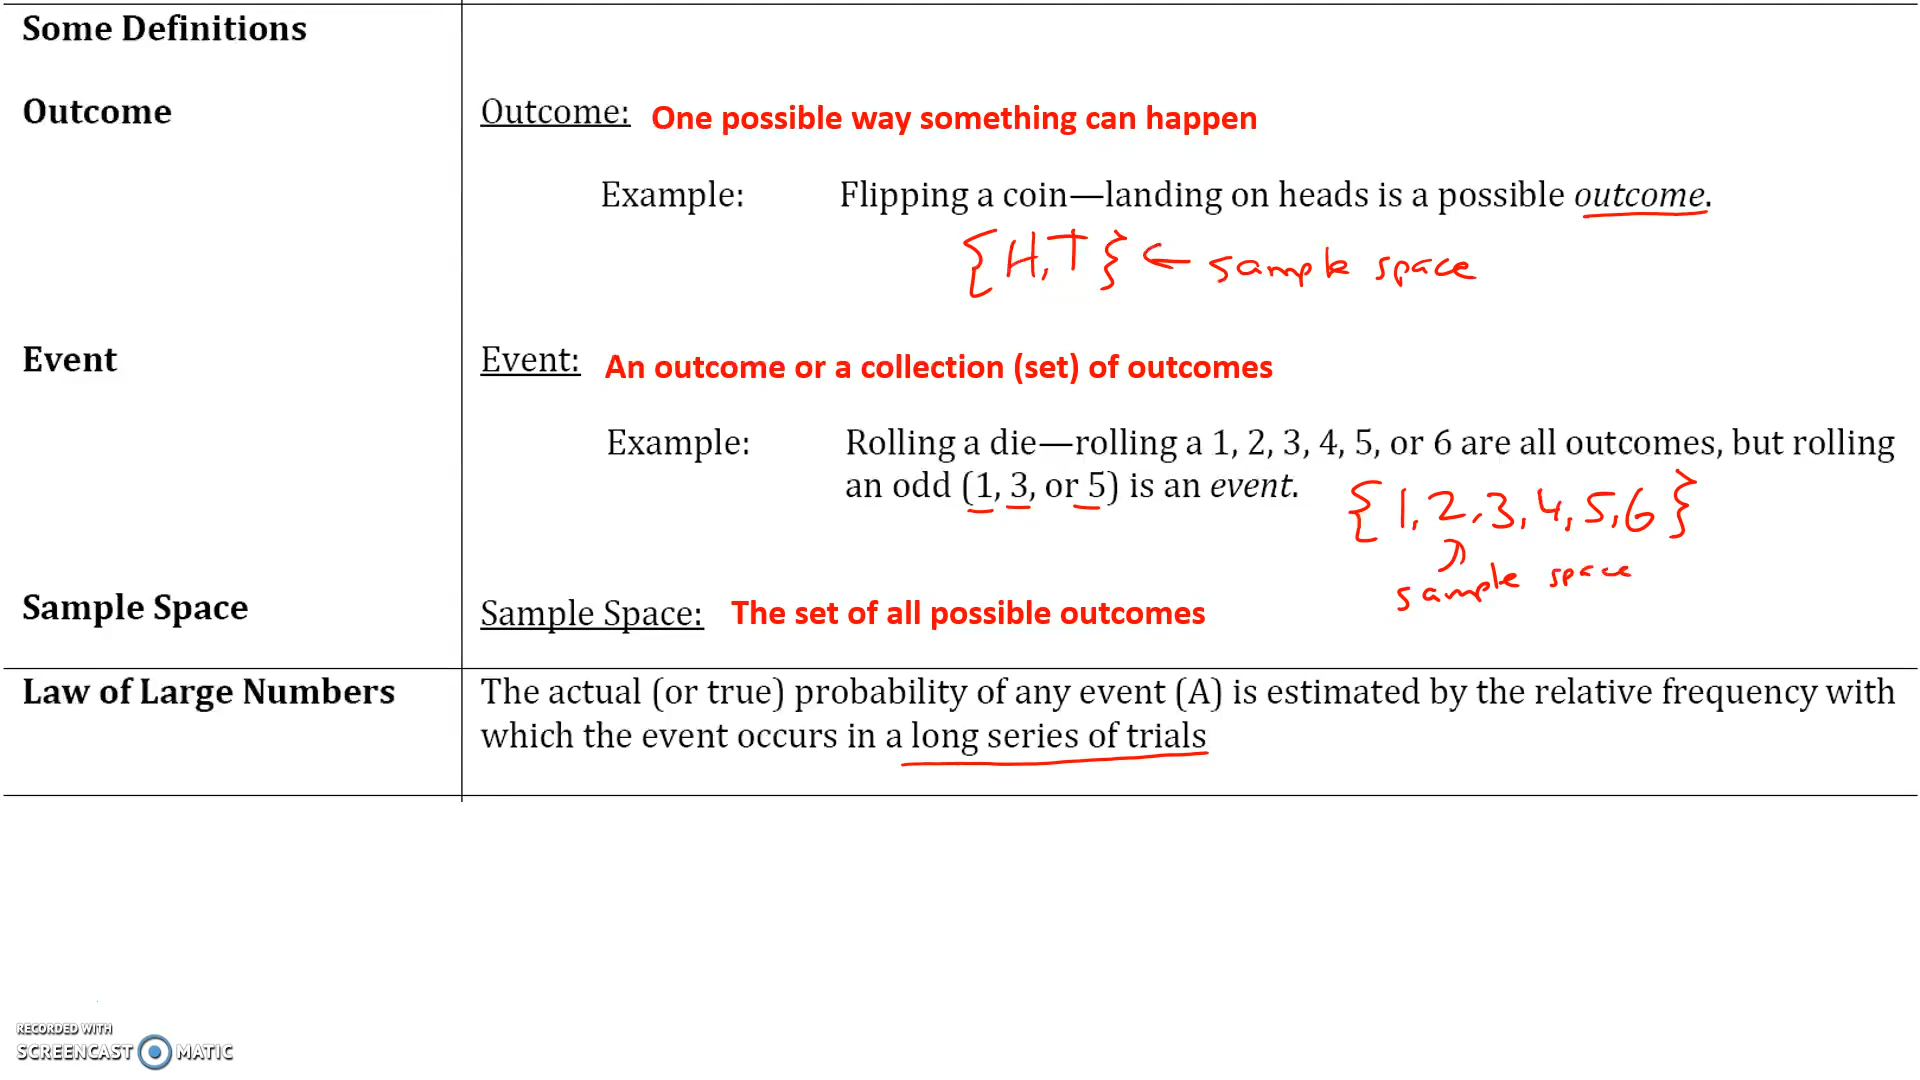 Some Definitions
Outcome
Outcome: One possible way something can happen
Example: Flipping a coin—landing on heads is a possible outcome.
{H,T} ← sample space
Event
Event: An outcome or a collection (set) of outcomes
Example: Rolling a die—rolling a 1, 2, 3, 4, 5, or 6 are all outcomes, but rolling
an odd (1, 3, or 5) is an event.
{1,2,3,4,5,6}
sample space
Sample Space
Sample Space: The set of all possible outcomes
Law of Large Numbers
The actual (or true) probability of any event (A) is estimated by the relative frequency with
which the event occurs in a long series of trials
RECORDED WITH
SCREENCAST MATIC